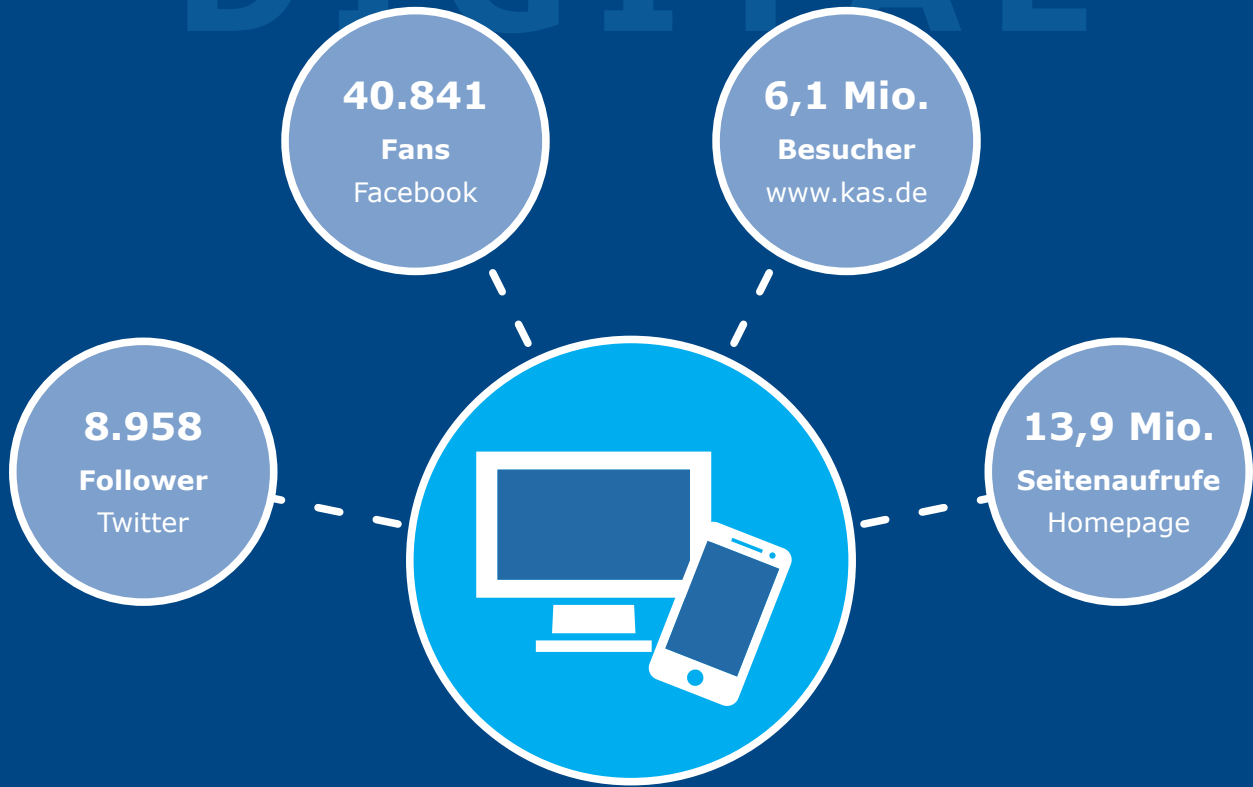 DIGITAL
40.841
Fans
Facebook
6,1 Mio.
Besucher
www.kas.de
8.958
Follower
Twitter
13,9 Mio.
Seitenaufrufe
Homepage